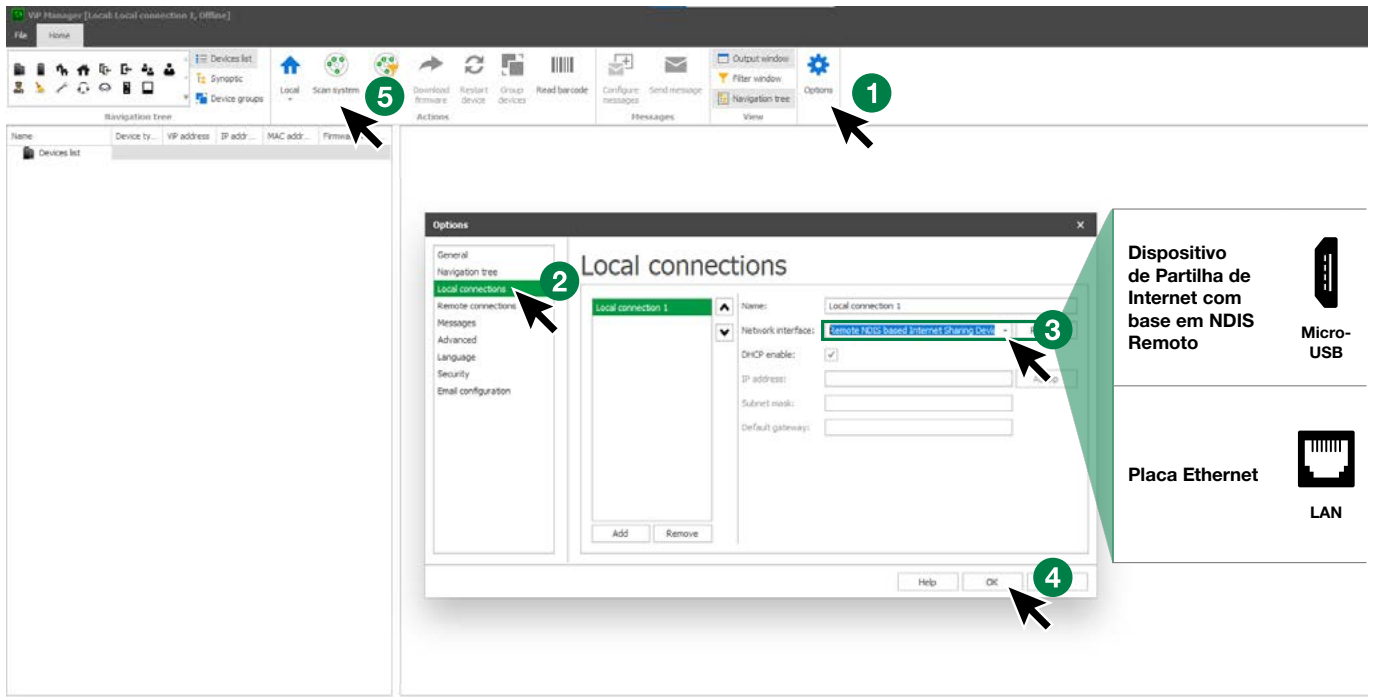 ViP Manager [Local: Local connection 1, Offline]
File Home
Devices list
Synoptic
Device groups
Navigation tree
Local
Scan system
5
Download firmware
Restart device
Group devices
Read barcode
Actions
Configure messages
Send message
Messages
Output window
Filter window
Navigation tree
View
Options
1
Name Device ty... ViP address IP addr... MAC addr...
Devices list
Options
General
Navigation tree
Local connections
Remote connections
Messages
Advanced
Language
Security
Email configuration
2
Local connections
Local connection 1
Name: Local connection 1
Network interface: Remote NDIS based Internet Sharing Devi
3
DHCP enable:
IP address:
Subnet mask:
Default gateway:
Add Remove
Help OK
4
Dispositivo
de Partilha de
Internet com
base em NDIS
Remoto
Micro-
USB
Placa Ethernet
LAN